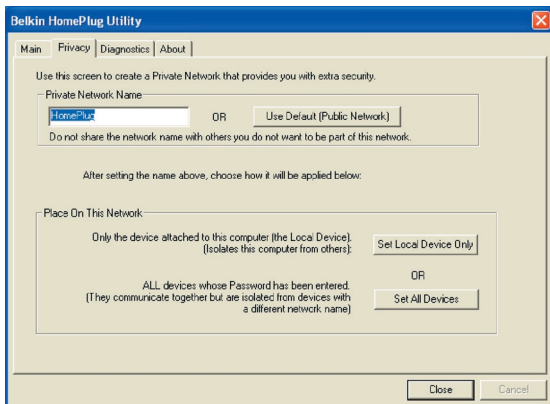 Belkin HomePlug Utility
Main Privacy Diagnostics About
Use this screen to create a Private Network that provides you with extra security.
Private Network Name
HomePlug OR Use Default (Public Network)
Do not share the network name with others you do not want to be part of this network.
After setting the name above, choose how it will be applied below:
Place On This Network
Only the device attached to this computer (the Local Device).
(Isolates this computer from others): Set Local Device Only
OR
ALL devices whose Password has been entered.
(They communicate together but are isolated from devices with Set All Devices
a different network name)
Close Cancel